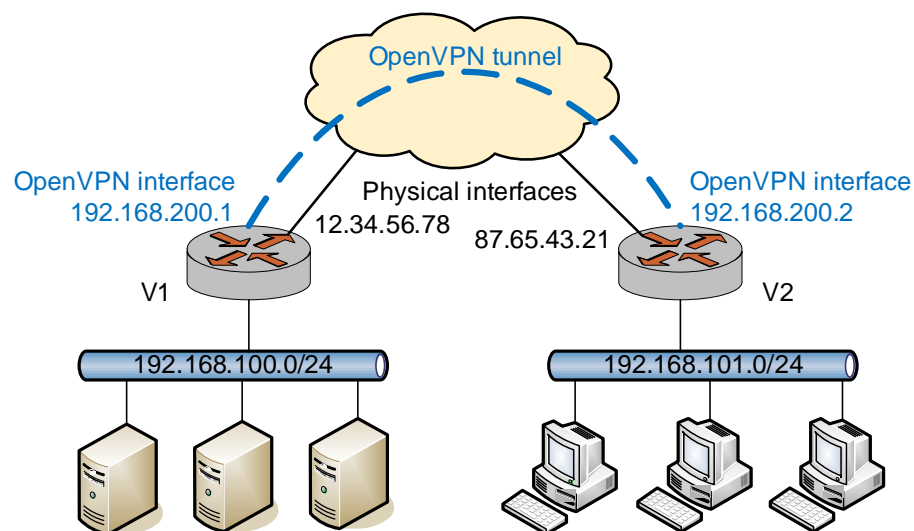 OpenVPN tunnel
OpenVPN interface
192.168.200.1
Physical interfaces
12.34.56.78
87.65.43.21
OpenVPN interface
192.168.200.2
V1
V2
192.168.100.0/24
192.168.101.0/24